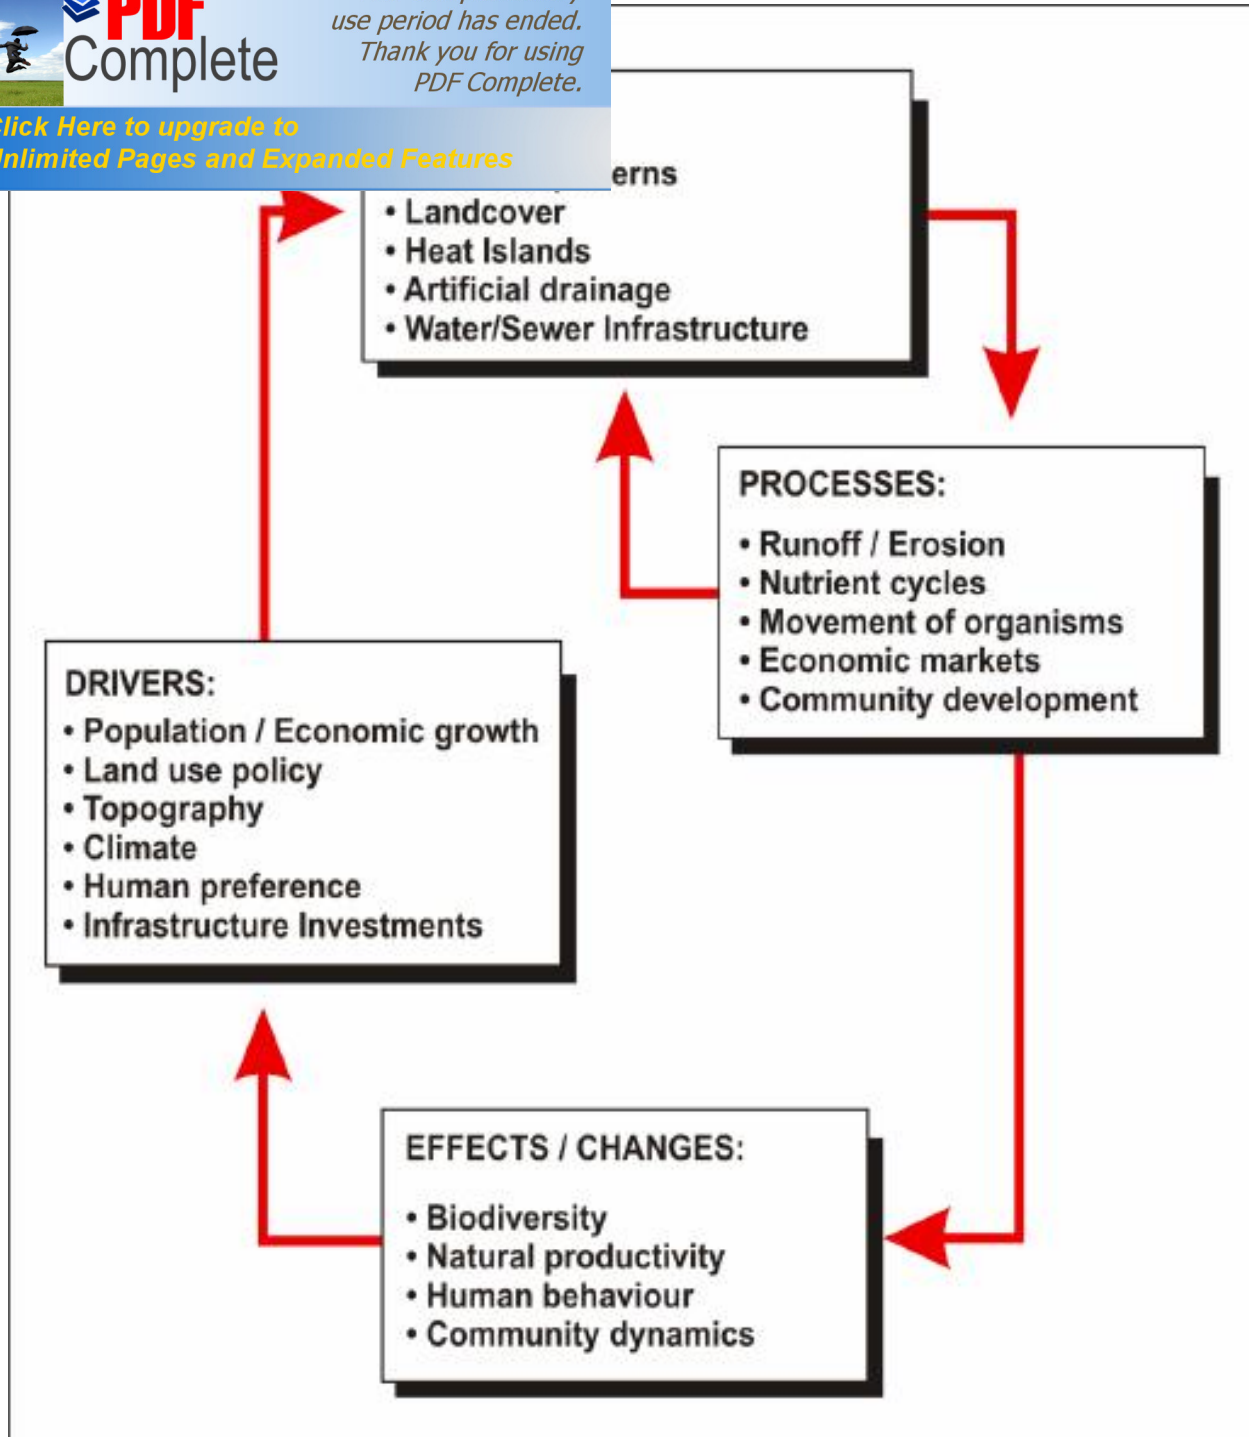 PDF
Complete
use period has ended.
Thank you for using
PDF Complete.
Click Here to upgrade to
Unlimited Pages and Expanded Features
erns
• Landcover
• Heat Islands
• Artificial drainage
• Water/Sewer Infrastructure
PROCESSES:
• Runoff / Erosion
• Nutrient cycles
• Movement of organisms
• Economic markets
• Community development
DRIVERS:
• Population / Economic growth
• Land use policy
• Topography
• Climate
• Human preference
• Infrastructure Investments
EFFECTS / CHANGES:
• Biodiversity
• Natural productivity
• Human behaviour
• Community dynamics